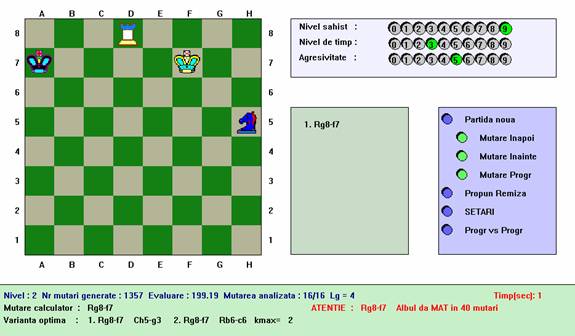 A B C D E F G H
8 8
7 7
6 6
5 5
4 4
3 3
2 2
1 1
A B C D E F G H
Nivel sahist : 0 1 2 3 4 5 6 7 8 9
Nivel de timp : 0 1 2 3 4 5 6 7 8 9
Agresivitate : 0 1 2 3 4 5 6 7 8 9
1. Rg8-f7
Partida noua
Mutare Inapoi
Mutare Inainte
Mutare Progr
Propun Remiza
SETARI
Progr vs Progr
Nivel : 2 Nr mutari generate : 1357 Evaluare : 199.19 Mutarea analizata : 16/16 Lg = 4 Timp(sec): 1
Mutare calculator : Rg8-f7 ATENTIE : Rg8-f7 Albul da MAT in 40 mutari
Varianta optima : 1. Rg8-f7 Ch5-g3 2. Rg8-f7 Rb6-c6 kmax= 2